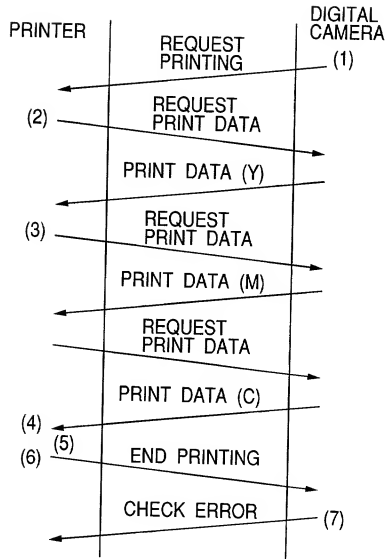 PRINTER
DIGITAL
CAMERA
REQUEST
PRINTING
(1)
REQUEST
PRINT DATA
(2)
PRINT DATA (Y)
REQUEST
PRINT DATA
(3)
PRINT DATA (M)
REQUEST
PRINT DATA
PRINT DATA (C)
(4)
(5)
(6)
END PRINTING
CHECK ERROR
(7)